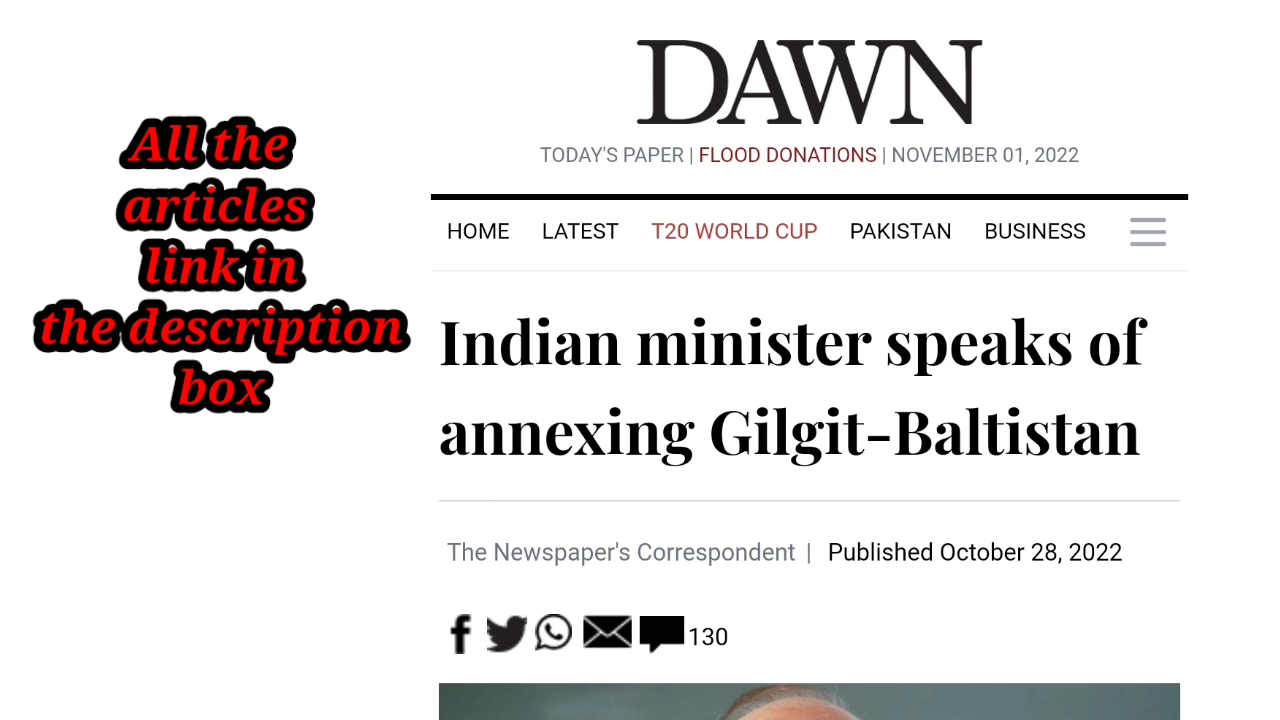 All the
articles
link in
the description
box
DAWN
TODAY'S PAPER | FLOOD DONATIONS | NOVEMBER 01, 2022
HOME LATEST T20 WORLD CUP PAKISTAN BUSINESS
Indian minister speaks of
annexing Gilgit-Baltistan
The Newspaper's Correspondent | Published October 28, 2022
130